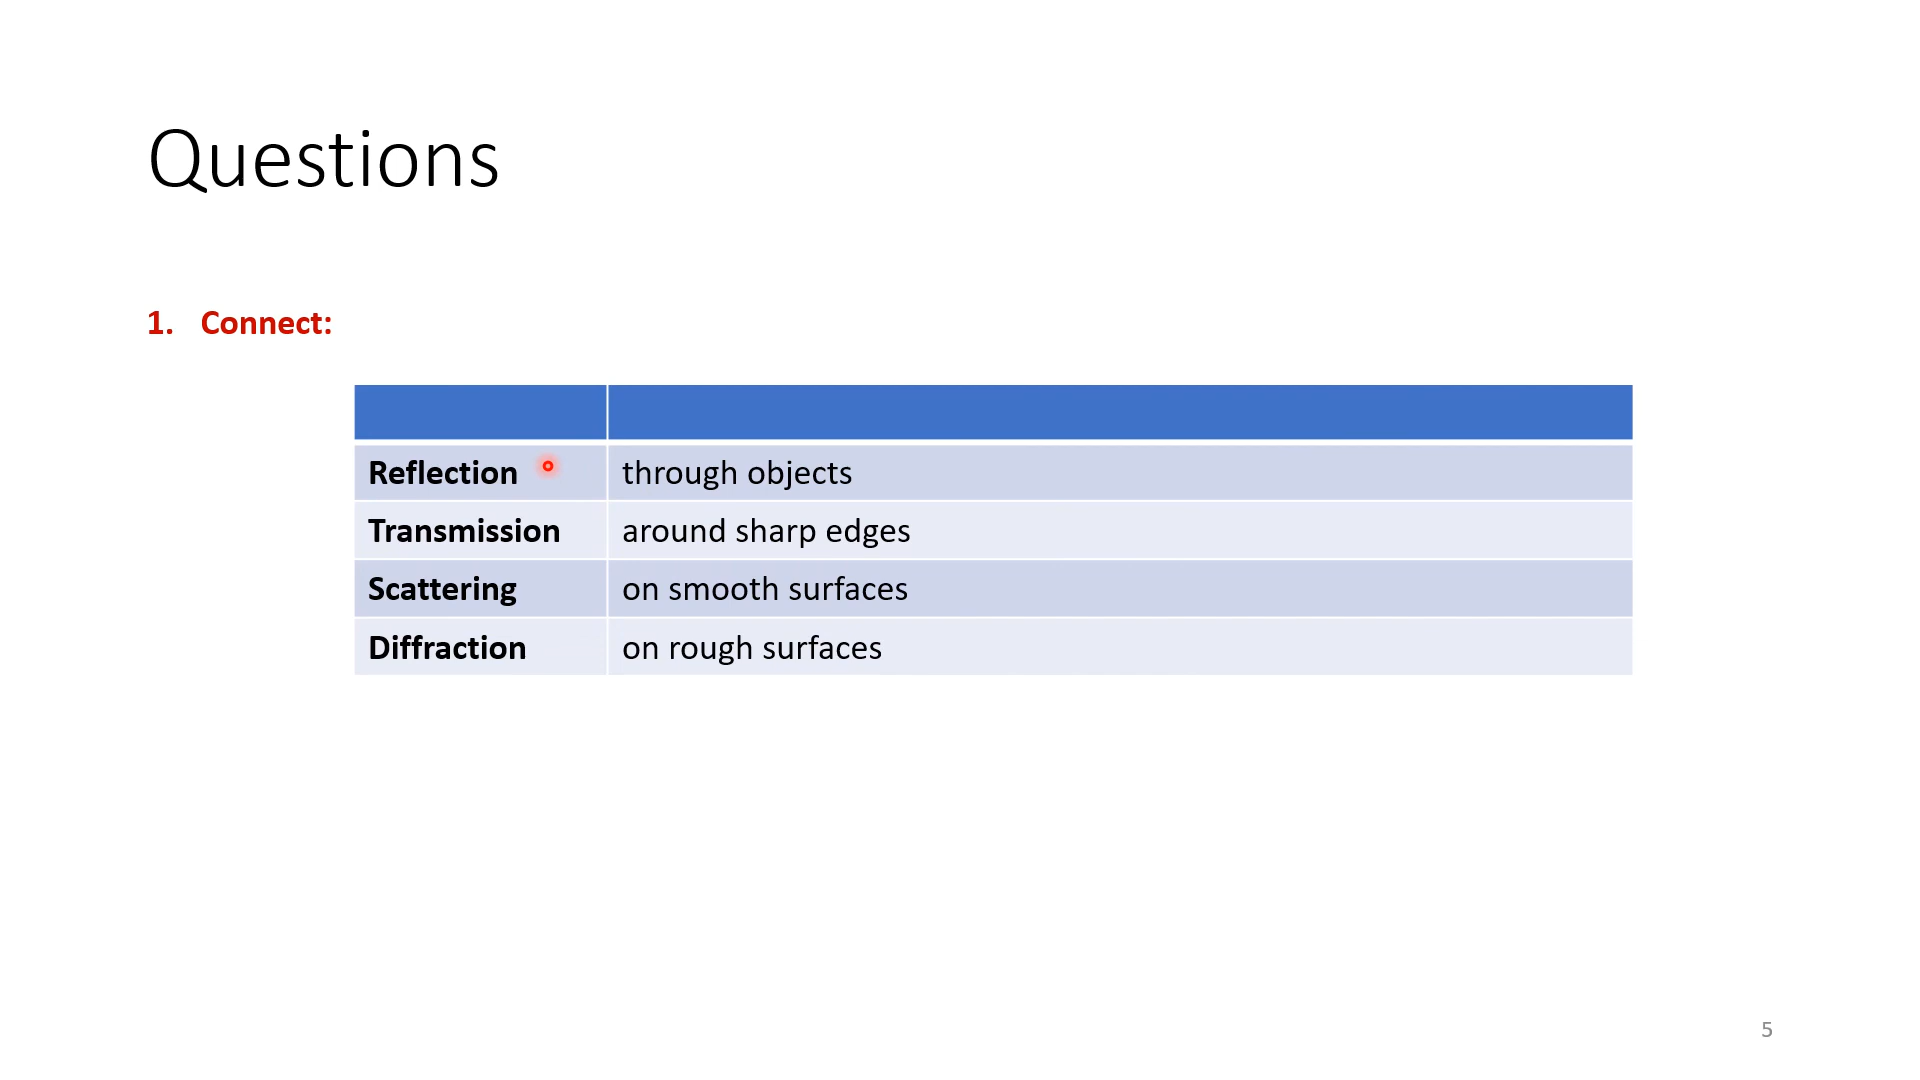 Questions
1. Connect:
Reflection through objects
Transmission around sharp edges
Scattering on smooth surfaces
Diffraction on rough surfaces
5